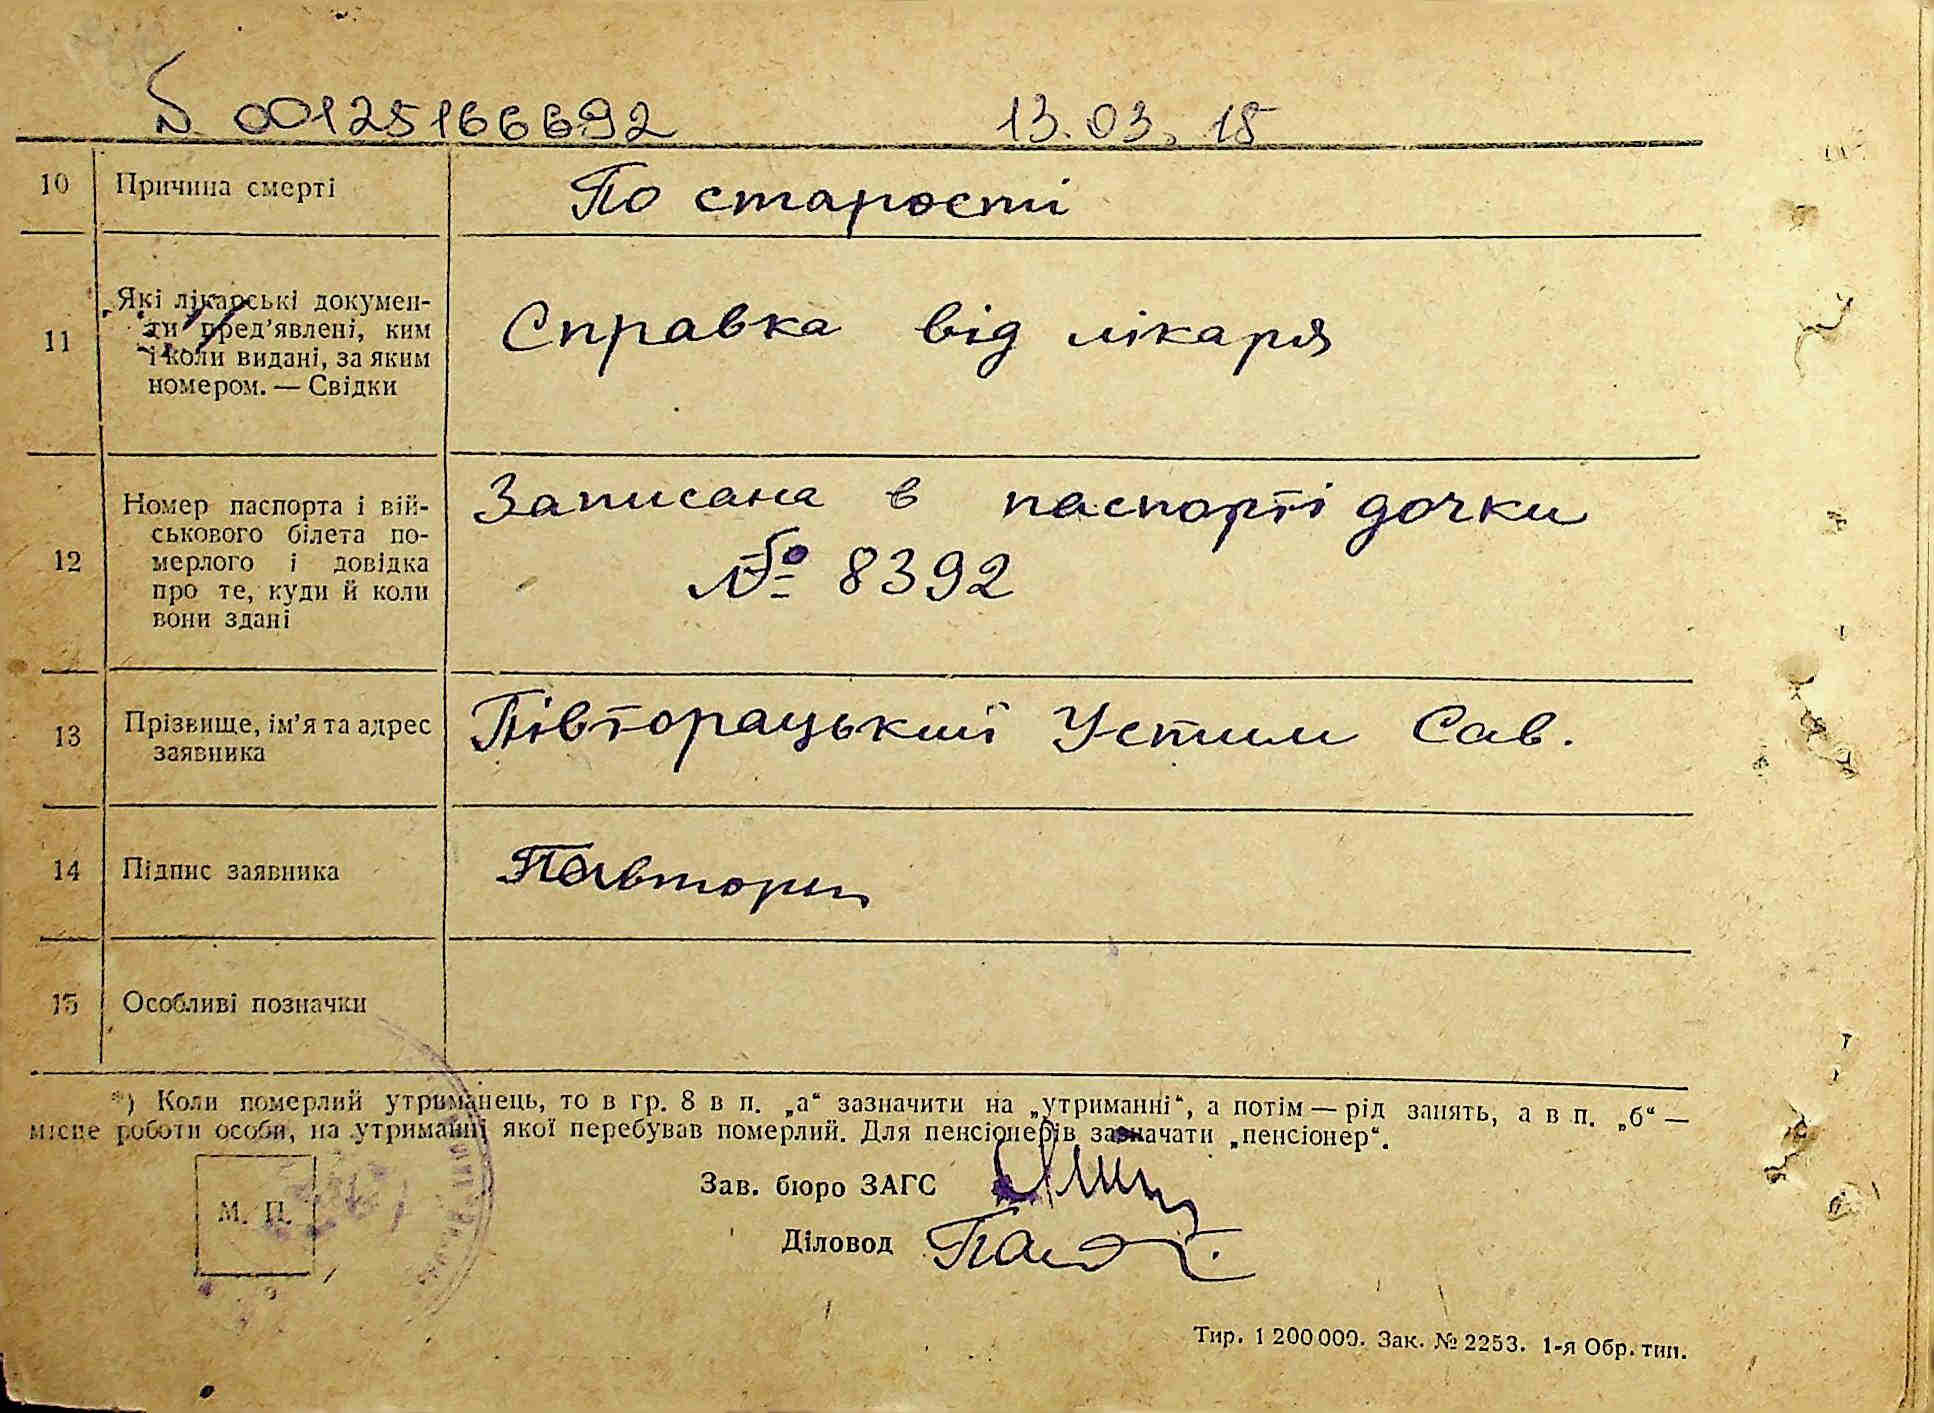 № 00125166692 13.03.18
10 Причина смерті По старості
11 Які лікарські докумен-
ти пред'явлені, ким
і коли видані, за яким
номером. — Свідки
Справка від лікаря
12 Номер паспорта і вій-
ськового білета по-
мерлого і довідка
про те, куди й коли
вони здані
Записана в паспорті дочки
№ 8392
13 Прізвище, ім'я та адрес
заявника
Півторацький Устим Сав.
14 Підпис заявника
15 Особливі позначки
*) Коли померлий утриманець, то в гр. 8 в п. „а“ зазначити на „утриманні“, а потім — рід занять, а в п. „б“ —
місце роботи особи, на утриманні якої перебував померлий. Для пенсіонерів зазначати „пенсіонер“.
Зав. бюро ЗАГС
М. П.
Діловод
Тир. 1 200 000. Зак. № 2253. 1-я Обр. тип.